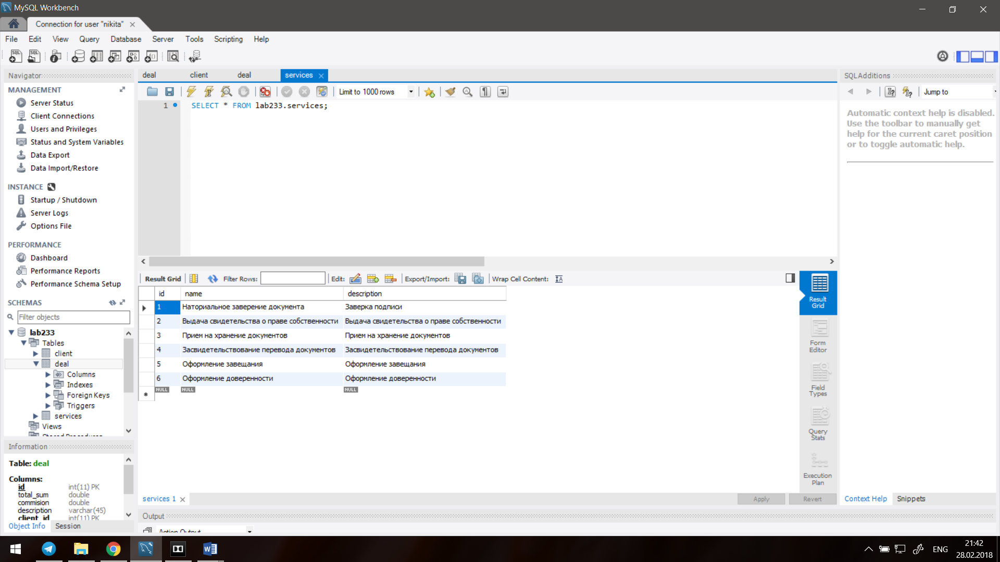 MySQL Workbench
Connection for user "nikita"
File Edit View Query Database Server Tools Scripting Help
Navigator
MANAGEMENT
Server Status
Client Connections
Users and Privileges
Status and System Variables
Data Export
Data Import/Restore
INSTANCE
Startup / Shutdown
Server Logs
Options File
PERFORMANCE
Dashboard
Performance Reports
Performance Schema Setup
SCHEMAS
Filter objects
lab233
Tables
client
deal
Columns
Indexes
Foreign Keys
Triggers
services
Views
Stored Procedures
Information
Table: deal
Columns:
id int(11) PK
total_sum double
commision double
description varchar(45)
client_id int(11) PK
Object Info Session
deal client deal services
Limit to 1000 rows
1 SELECT * FROM lab233.services;
Result Grid Filter Rows: Edit: Export/Import: Wrap Cell Content:
id name description
1 Наториальное заверение документа Заверка подписи
2 Выдача свидетельства о праве собственности Выдача свидетельства о праве собственности
3 Прием на хранение документов Прием на хранение документов
4 Засвидетельствование перевода документов Засвидетельствование перевода документов
5 Оформление завещания Оформление завещания
6 Оформление доверенности Оформление доверенности
NULL NULL NULL
Result
Grid
Form
Editor
Field
Types
Query
Stats
Execution
Plan
services 1
Apply Revert
Output
Action Output
SQLAdditions
Jump to
Automatic context help is disabled.
Use the toolbar to manually get
help for the current caret position
or to toggle automatic help.
Context Help Snippets
ENG
21:42
28.02.2018